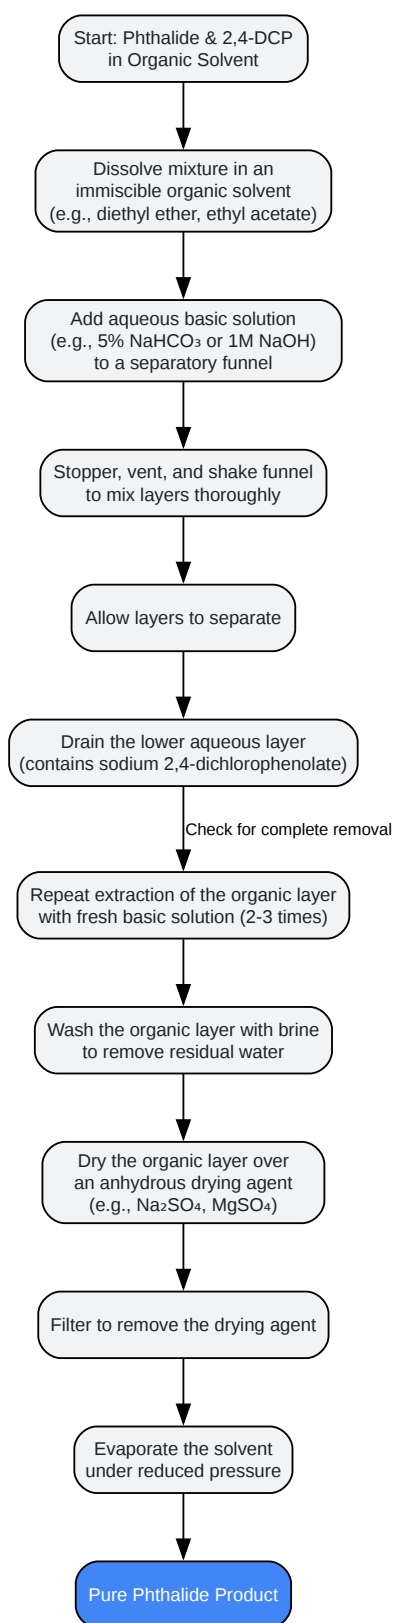 Start: Phthalide & 2,4-DCP
in Organic Solvent
Dissolve mixture in an
immiscible organic solvent
(e.g., diethyl ether, ethyl acetate)
Add aqueous basic solution
(e.g., 5% NaHCO₃ or 1M NaOH)
to a separatory funnel
Stopper, vent, and shake funnel
to mix layers thoroughly
Allow layers to separate
Drain the lower aqueous layer
(contains sodium 2,4-dichlorophenolate)
Check for complete removal
Repeat extraction of the organic layer
with fresh basic solution (2-3 times)
Wash the organic layer with brine
to remove residual water
Dry the organic layer over
an anhydrous drying agent
(e.g., Na₂SO₄, MgSO₄)
Filter to remove the drying agent
Evaporate the solvent
under reduced pressure
Pure Phthalide Product